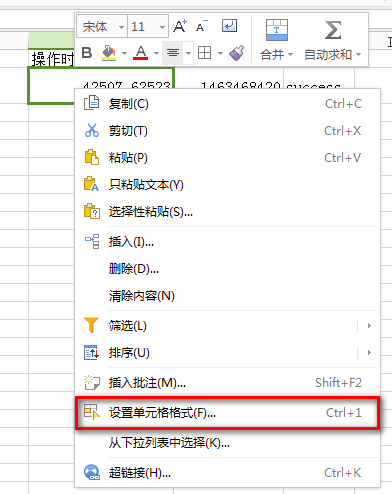 宋体 11 A+ A-
B A 合并 自动求和
操作时
42507.62523 1463468420 success
复制(C) Ctrl+C
剪切(T) Ctrl+X
粘贴(P) Ctrl+V
只粘贴文本(Y)
选择性粘贴(S)...
插入(I)...
删除(D)...
清除内容(N)
筛选(L)
排序(U)
插入批注(M)... Shift+F2
设置单元格格式(F)... Ctrl+1
从下拉列表中选择(K)...
超链接(H)... Ctrl+K